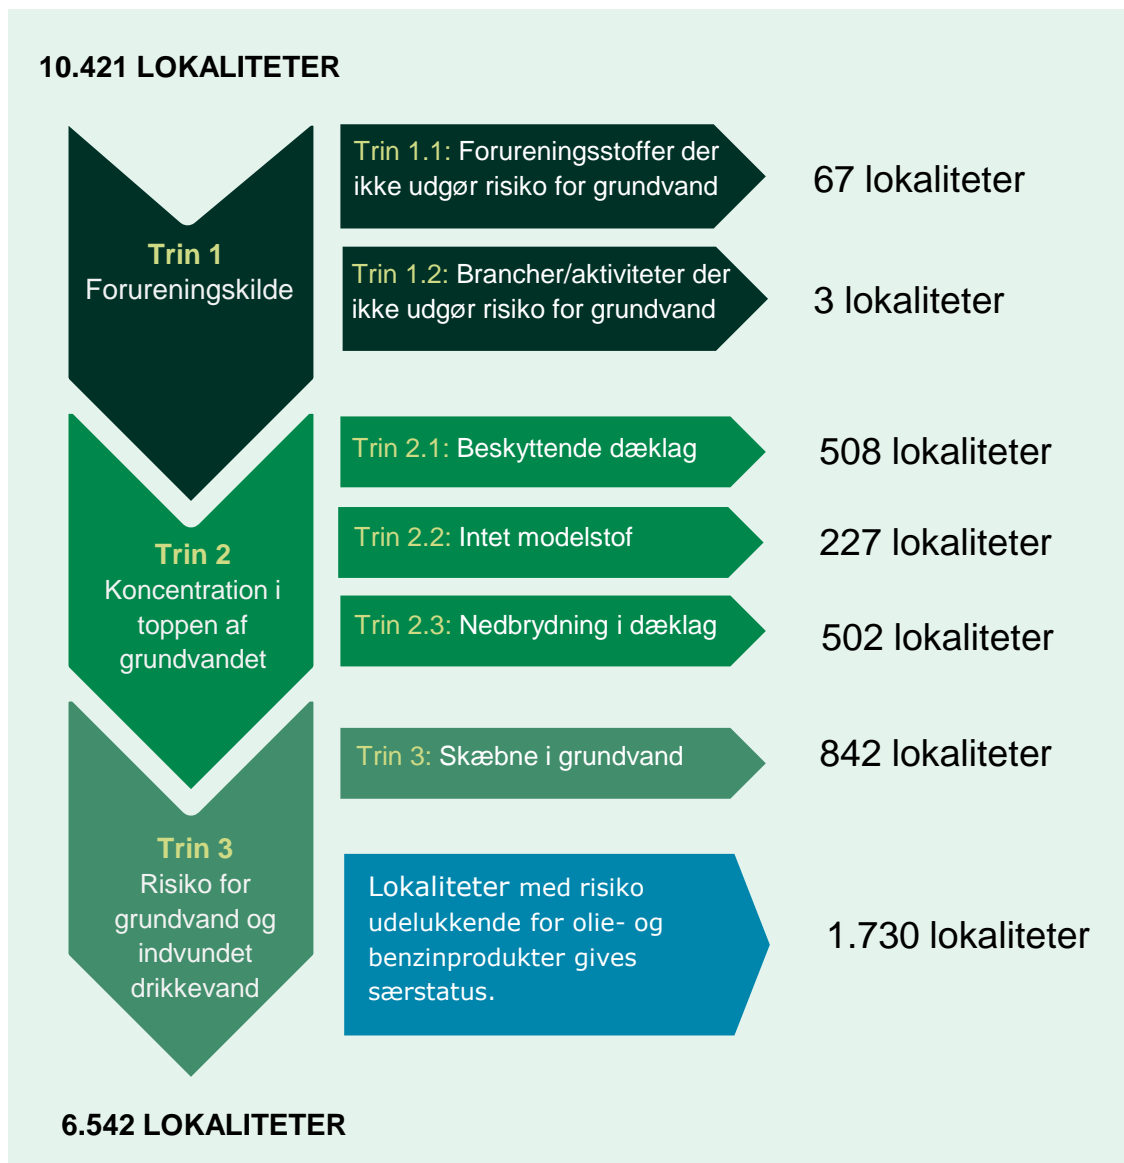 10.421 LOKALITETER
Trin 1
Forureningskilde
Trin 1.1: Forureningsstoffer der
ikke udgør risiko for grundvand
67 lokaliteter
Trin 1.2: Brancher/aktiviteter der
ikke udgør risiko for grundvand
3 lokaliteter
Trin 2
Koncentration i
toppen af
grundvandet
Trin 2.1: Beskyttende dæklag
508 lokaliteter
Trin 2.2: Intet modelstof
227 lokaliteter
Trin 2.3: Nedbrydning i dæklag
502 lokaliteter
Trin 3
Risiko for
grundvand og
indvundet
drikkevand
Trin 3: Skæbne i grundvand
842 lokaliteter
Lokaliteter med risiko
udelukkende for olie- og
benzinprodukter gives
særstatus.
1.730 lokaliteter
6.542 LOKALITETER